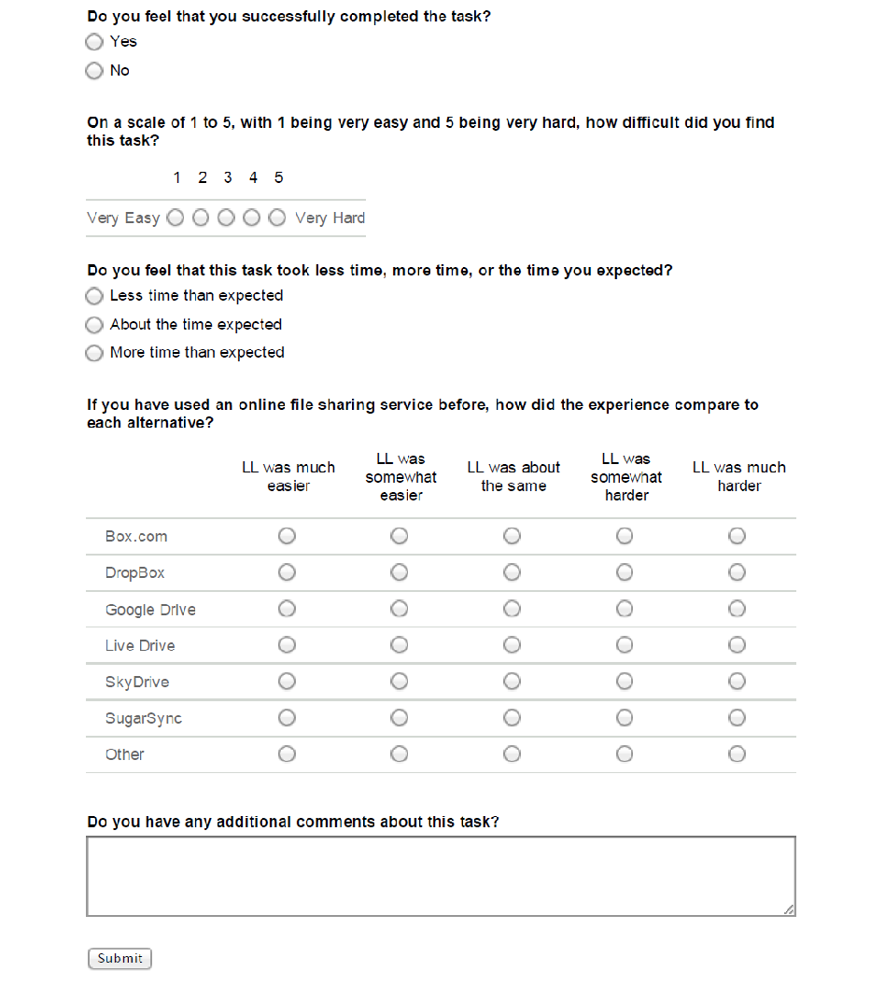 Do you feel that you successfully completed the task?
Yes
No
On a scale of 1 to 5, with 1 being very easy and 5 being very hard, how difficult did you find
this task?
1 2 3 4 5
Very Easy Very Hard
Do you feel that this task took less time, more time, or the time you expected?
Less time than expected
About the time expected
More time than expected
If you have used an online file sharing service before, how did the experience compare to
each alternative?
LL was much
easier
LL was
somewhat
easier
LL was about
the same
LL was
somewhat
harder
LL was much
harder
Box.com
DropBox
Google Drive
Live Drive
SkyDrive
SugarSync
Other
Do you have any additional comments about this task?
Submit